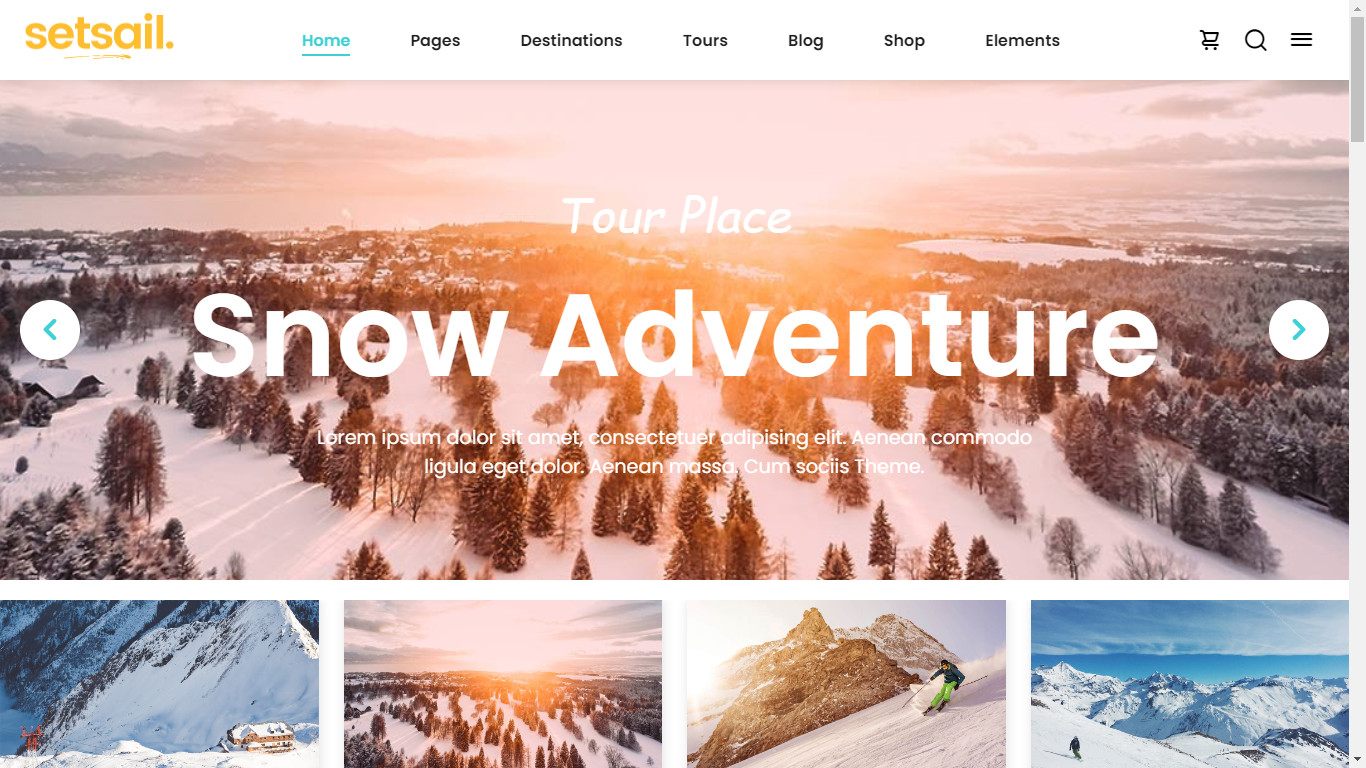 setsail.
Home
Pages
Destinations
Tours
Blog
Shop
Elements
Tour Place
Snow Adventure
Lorem ipsum dolor sit amet, consectetuer adipising elit. Aenean commodo
ligula eget dolor. Aenean massa. Cum sociis Theme.